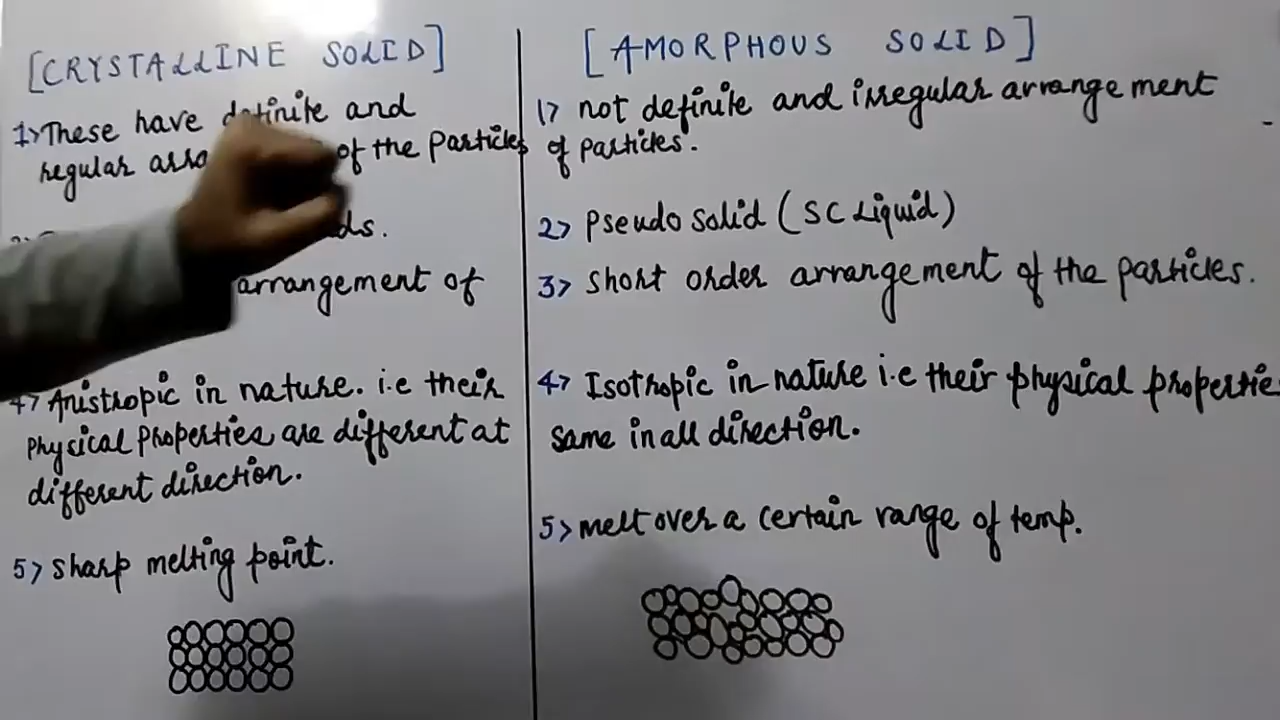 [CRYSTALLINE SOLID]
1> These have definite and
regular of the Particles
ds.
arrangement of
4> Anistropic in nature. i.e their
Physical Properties are different at
different direction.
5> sharp melting point.
[AMORPHOUS SOLID]
1> not definite and irregular arrangement
of particles.
2> Pseudo solid (SC Liquid)
3> short order arrangement of the particles.
4> Isotropic in nature i.e their physical propertie
same in all direction.
5> melt over a certain range of temp.